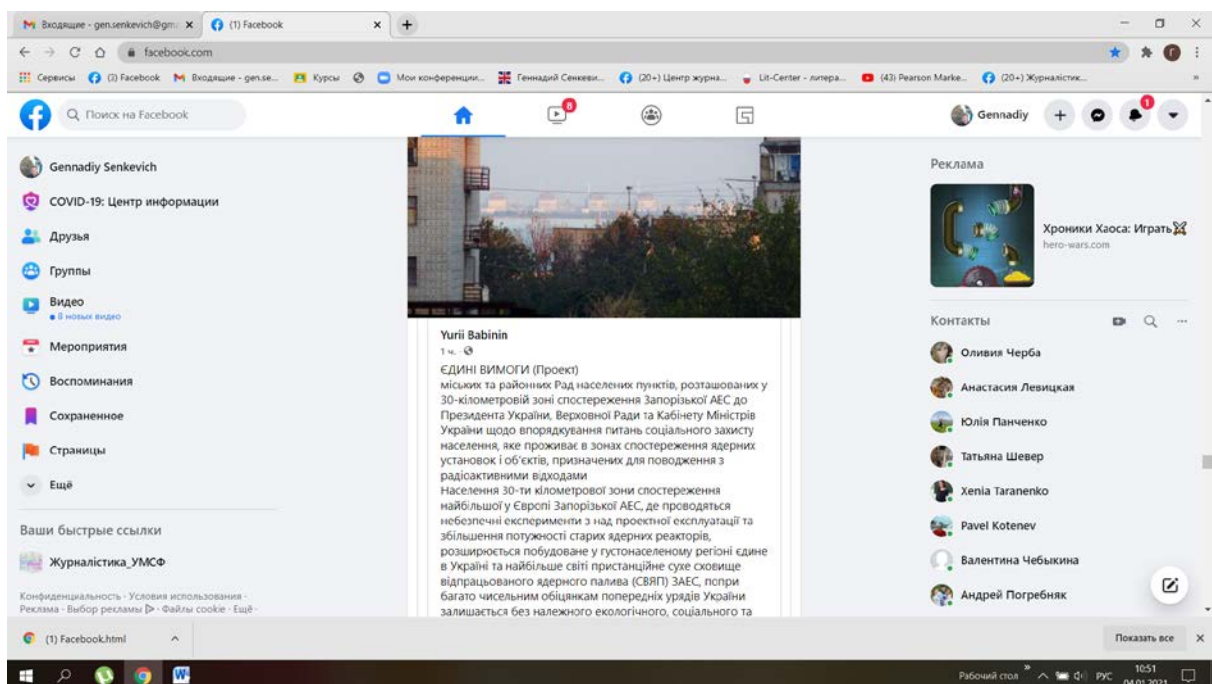 Входящие - gen.senkevich@gm
(1) Facebook
facebook.com
Сервисы
(3) Facebook
Входящие - gen.se...
Курсы
Мои конференции...
Геннадий Сенкеви...
(20+) Центр журна...
Lit-Center - литера...
(43) Pearson Marke...
(20+) Журналістик...
Поиск на Facebook
8
Gennadiy
1
Gennadiy Senkevich
COVID-19: Центр информации
Друзья
Группы
Видео
8 новых видео
Мероприятия
Воспоминания
Сохраненное
Страницы
Ещё
Ваши быстрые ссылки
Журналістика_УМСФ
Конфиденциальность · Условия использования ·
Реклама · Выбор рекламы · Файлы cookie · Ещё ·
Yurii Babinin
1 ч. ·
ЄДИНІ ВИМОГИ (Проект)
міських та районних Рад населених пунктів, розташованих у
30-кілометровій зоні спостереження Запорізької АЕС до
Президента України, Верховної Ради та Кабінету Міністрів
України щодо впорядкування питань соціального захисту
населення, яке проживає в зонах спостереження ядерних
установок і об'єктів, призначених для поводження з
радіоактивними відходами
Населення 30-ти кілометрової зони спостереження
найбільшої у Європі Запорізької АЕС, де проводяться
небезпечні експерименти з над проектної експлуатації та
збільшення потужності старих ядерних реакторів,
розширюється побудоване у густонаселеному регіоні єдине
в Україні та найбільше світі пристанційне сухе сховище
відпрацьованого ядерного палива (СВЯП) ЗАЕС, попри
багато чисельним обіцянкам попередніх урядів України
залишається без належного екологічного, соціального та
Реклама
Хроники Хаоса: Играть
hero-wars.com
Контакты
Оливия Черба
Анастасия Левицкая
Юлія Панченко
Татьяна Шевер
Xenia Taranenko
Pavel Kotenev
Валентина Чебыкина
Андрей Погребняк
(1) Facebook.html
Показать все
Рабочий стол
РУС
10:51
04.01.2021